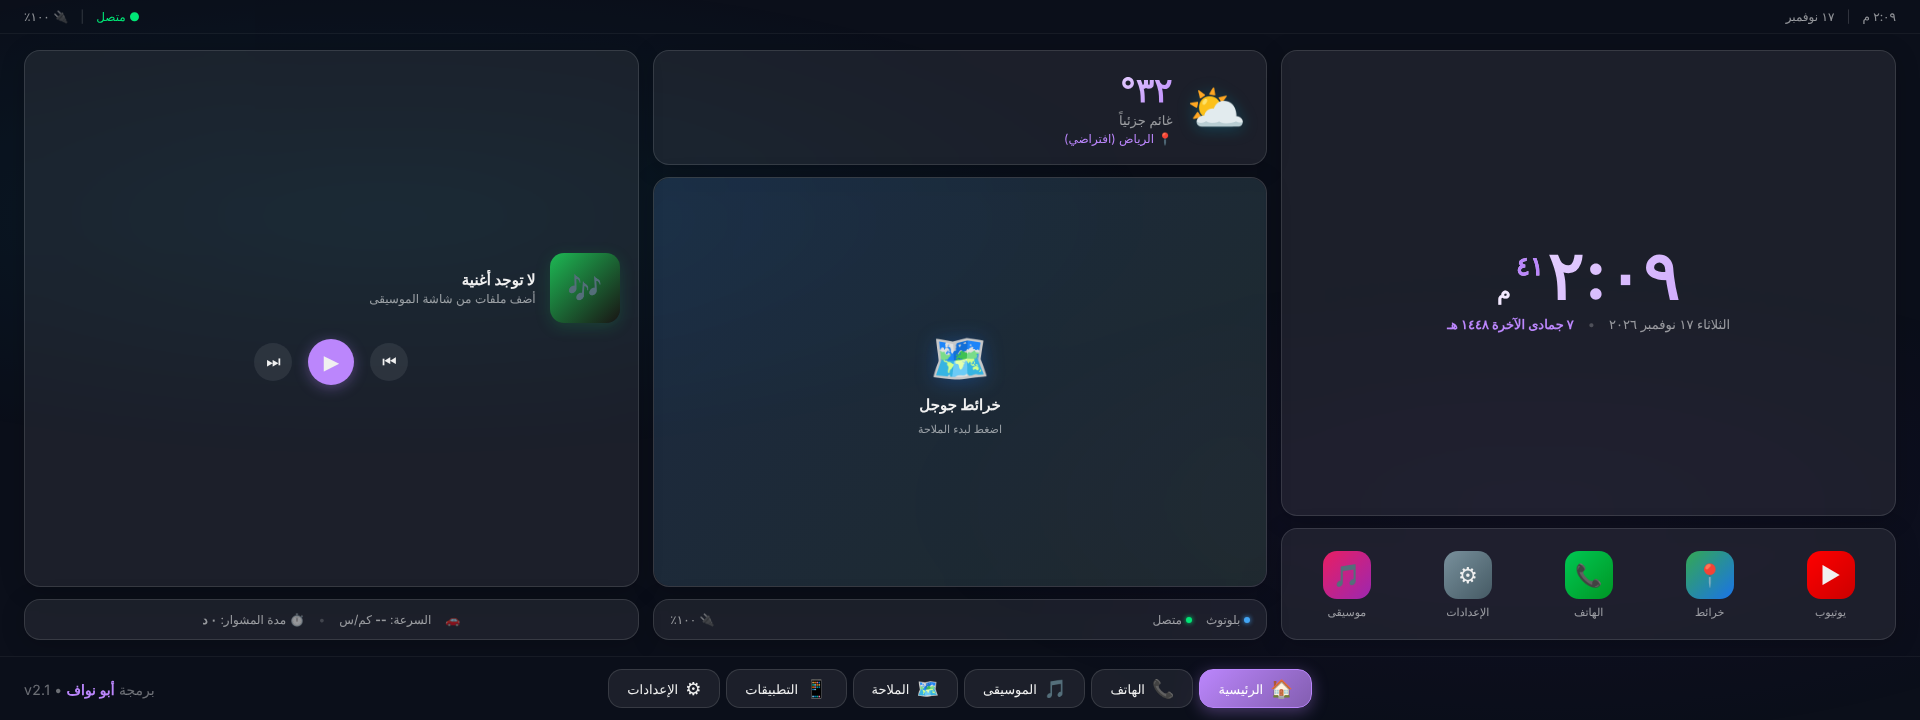 ٢:٠٩ م
١٧ نوفمبر
متصل
١٠٠٪
٢:٠٩
٤١
م
الثلاثاء ١٧ نوفمبر ٢٠٢٦ • ٧ جمادى الآخرة ١٤٤٨ هـ
يوتيوب
خرائط
الهاتف
الإعدادات
موسيقى
٣٢°
غائم جزئياً
الرياض (افتراضي)
خرائط جوجل
اضغط لبدء الملاحة
بلوتوث
متصل
١٠٠٪
لا توجد أغنية
أضف ملفات من شاشة الموسيقى
السرعة: -- كم/س • مدة المشوار: ٠ د
الرئيسية
الهاتف
الموسيقى
الملاحة
التطبيقات
الإعدادات
برمجة أبو نواف • v2.1